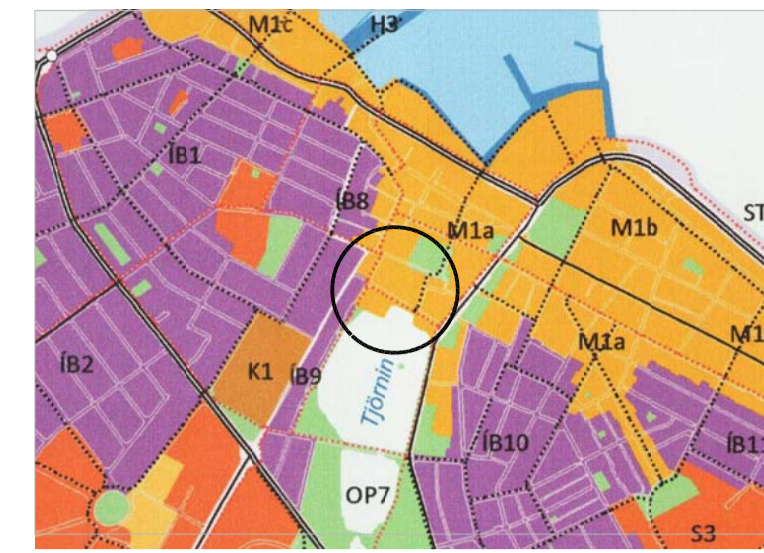 M1c
H3
ÍB1
ÍB8
M1a
M1b
ST
ÍB2
K1
ÍB9
Tjörnin
M1a
M1
ÍB10
ÍB11
OP7
S3